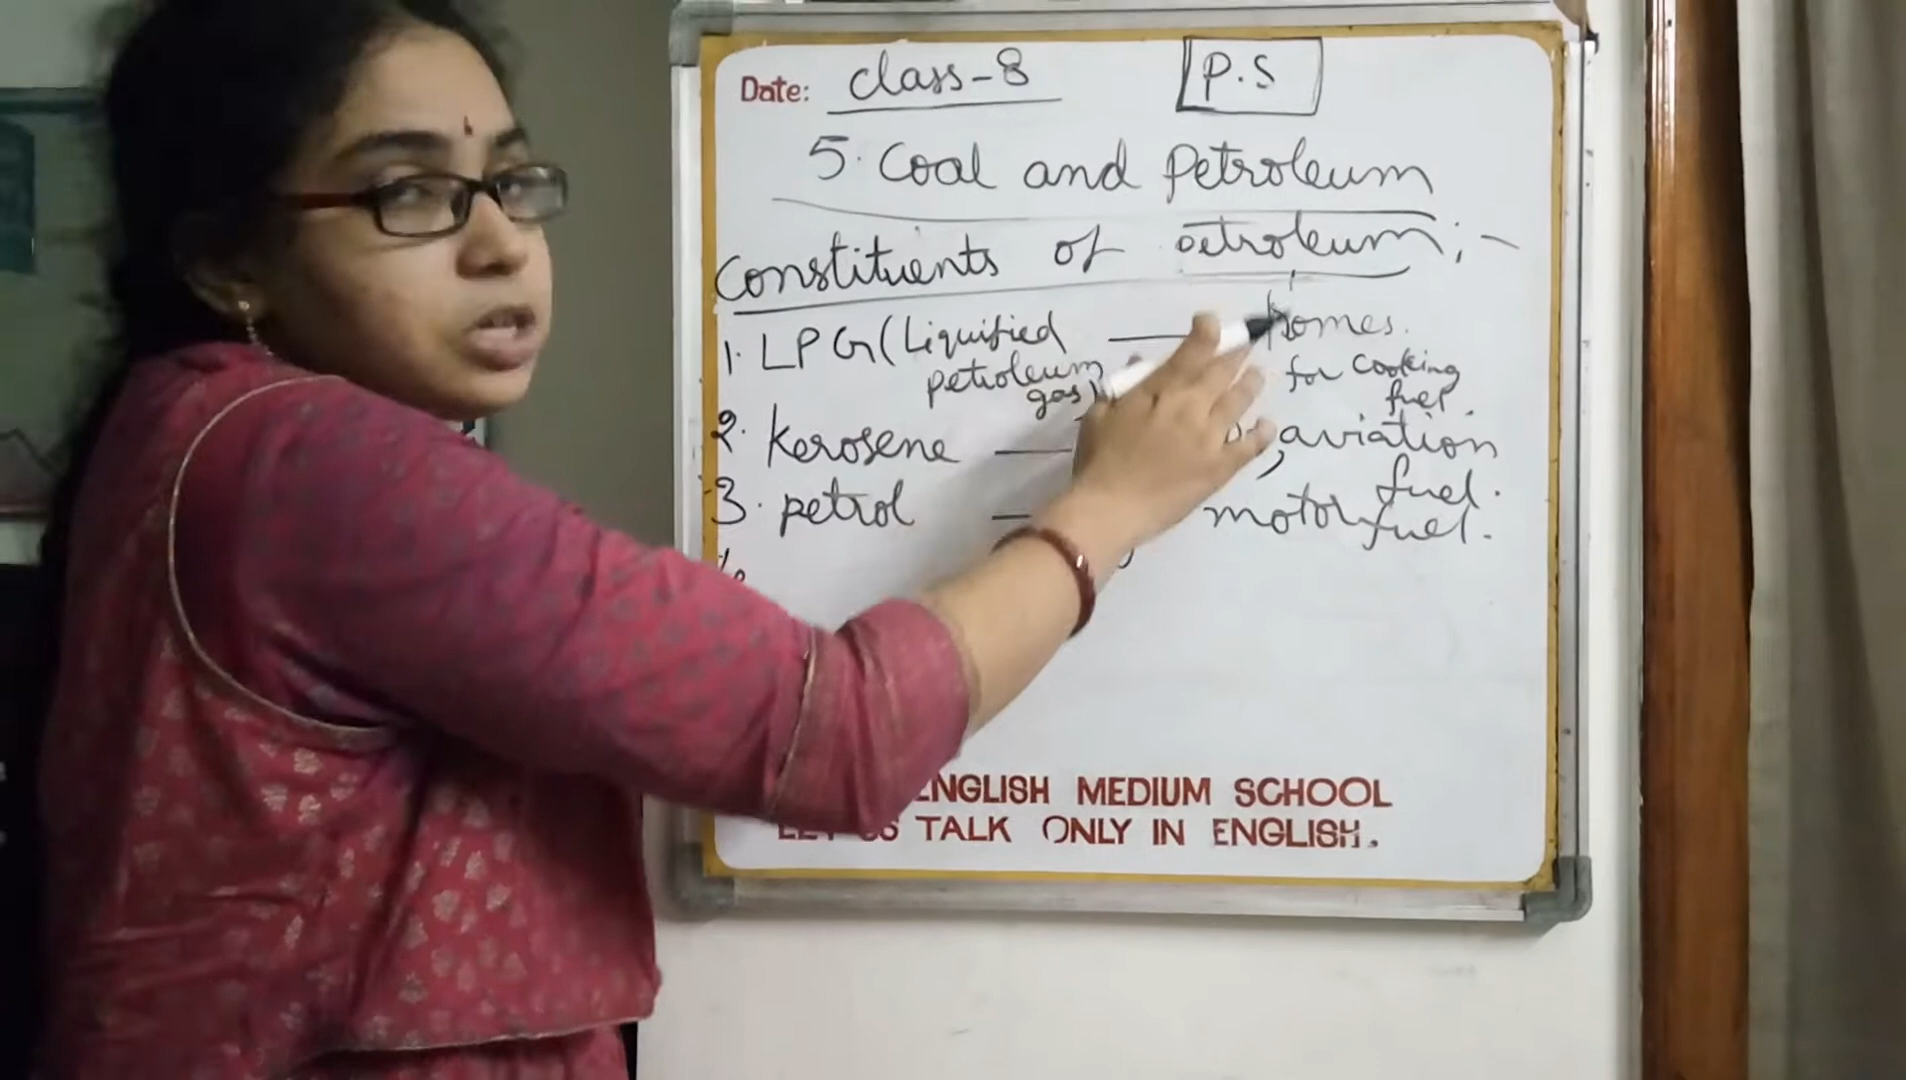 Date: class-8 P.S
5. Coal and Petroleum
Constituents of petroleum :-
1. LPG (Liquified — homes.
petroleum for cooking
gas) fuel.
2. Kerosene — , aviation
fuel.
3. petrol — motor fuel.
ENGLISH MEDIUM SCHOOL
TALK ONLY IN ENGLISH.